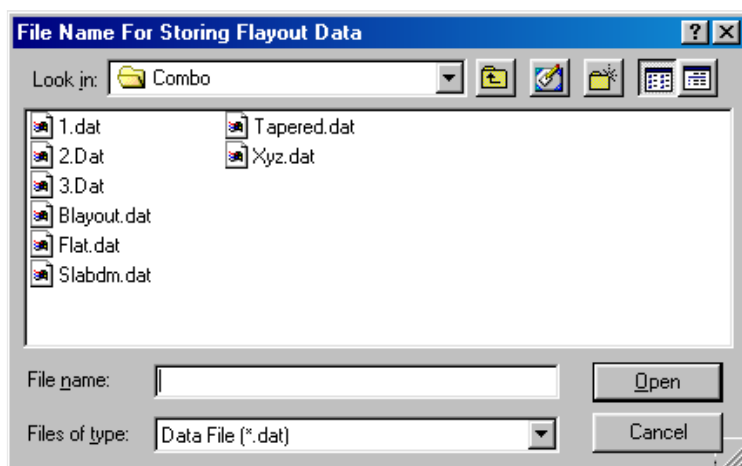 File Name For Storing Flayout Data
Look in: Combo
1.dat
2.Dat
3.Dat
Blayout.dat
Flat.dat
Slabdm.dat
Tapered.dat
Xyz.dat
File name: Open
Files of type: Data File (*.dat) Cancel